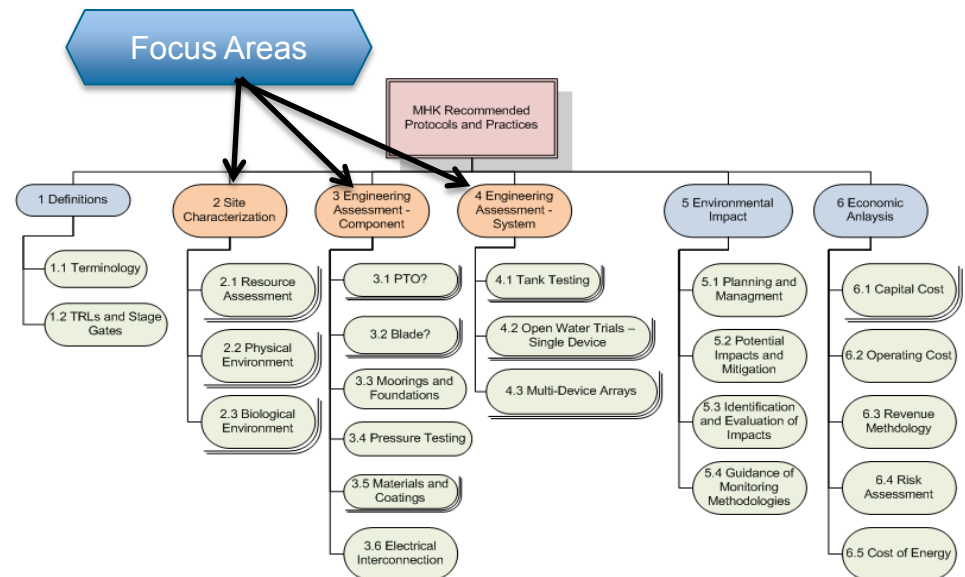 Focus Areas
MHK Recommended
Protocols and Practices
1 Definitions
2 Site
Characterization
3 Engineering
Assessment -
Component
4 Engineering
Assessment -
System
5 Environmental
Impact
6 Economic
Anlaysis
1.1 Terminology
1.2 TRLs and Stage
Gates
2.1 Resource
Assessment
2.2 Physical
Environment
2.3 Biological
Environment
3.1 PTO?
3.2 Blade?
3.3 Moorings and
Foundations
3.4 Pressure Testing
3.5 Materials and
Coatings
3.6 Electrical
Interconnection
4.1 Tank Testing
4.2 Open Water Trials –
Single Device
4.3 Multi-Device Arrays
5.1 Planning and
Managment
5.2 Potential
Impacts and
Mitigation
5.3 Identification
and Evaluation of
Impacts
5.4 Guidance of
Monitoring
Methodologies
6.1 Capital Cost
6.2 Operating Cost
6.3 Revenue
Methdology
6.4 Risk
Assessment
6.5 Cost of Energy